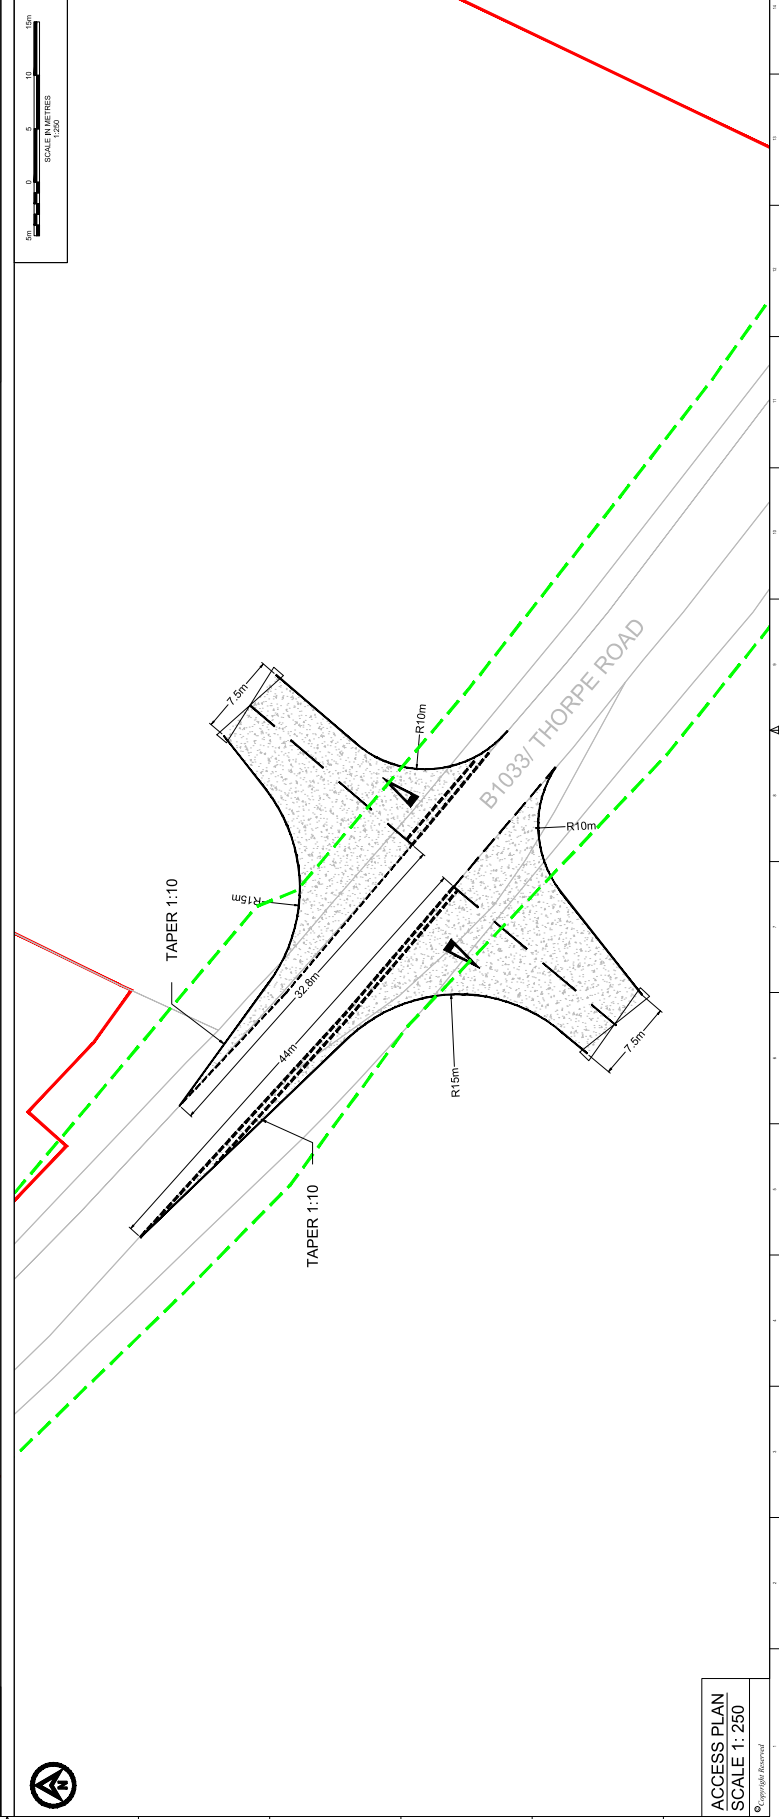 15m
10
5
0
5m
SCALE IN METRES
1:250
7.5m
R10m
B1033/ THORPE ROAD
R10m
TAPER 1:10
R15m
32.8m
44m
7.5m
R15m
TAPER 1:10
N
ACCESS PLAN
SCALE 1: 250
©Copyright Reserved
A